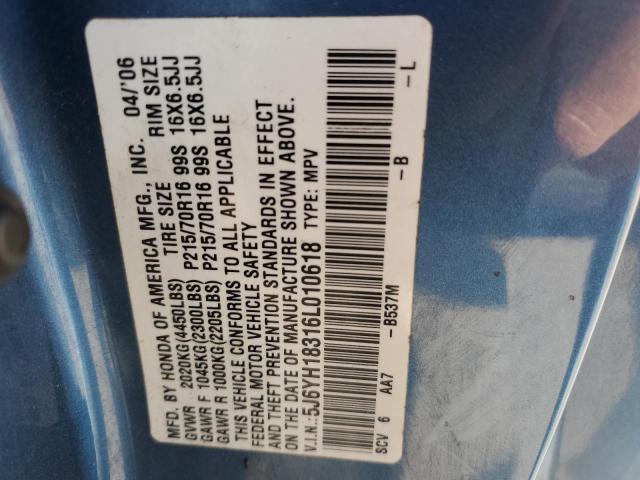 MFD. BY HONDA OF AMERICA MFG., INC. 04/'06
TIRE SIZE RIM SIZE
GVWR 2020KG(4450LBS) P215/70R16 99S 16X6.5JJ
GAWR F 1045KG(2300LBS) P215/70R16 99S 16X6.5JJ
GAWR R 1000KG(2205LBS)
THIS VEHICLE CONFORMS TO ALL APPLICABLE
FEDERAL MOTOR VEHICLE SAFETY
AND THEFT PREVENTION STANDARDS IN EFFECT
ON THE DATE OF MANUFACTURE SHOWN ABOVE.
V.I.N.:5J6YH18316L010618 TYPE: MPV
SCV 6 AA7 -B537M -B -L